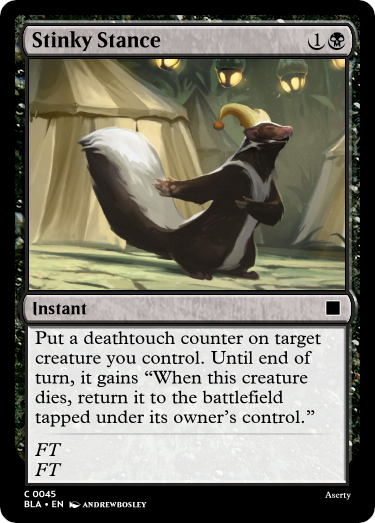 Stinky Stance 1
Instant
Put a deathtouch counter on target
creature you control. Until end of
turn, it gains “When this creature
dies, return it to the battlefield
tapped under its owner’s control.”
FT
FT
C 0045
BLA • EN ANDREWBOSLEY
Aserty